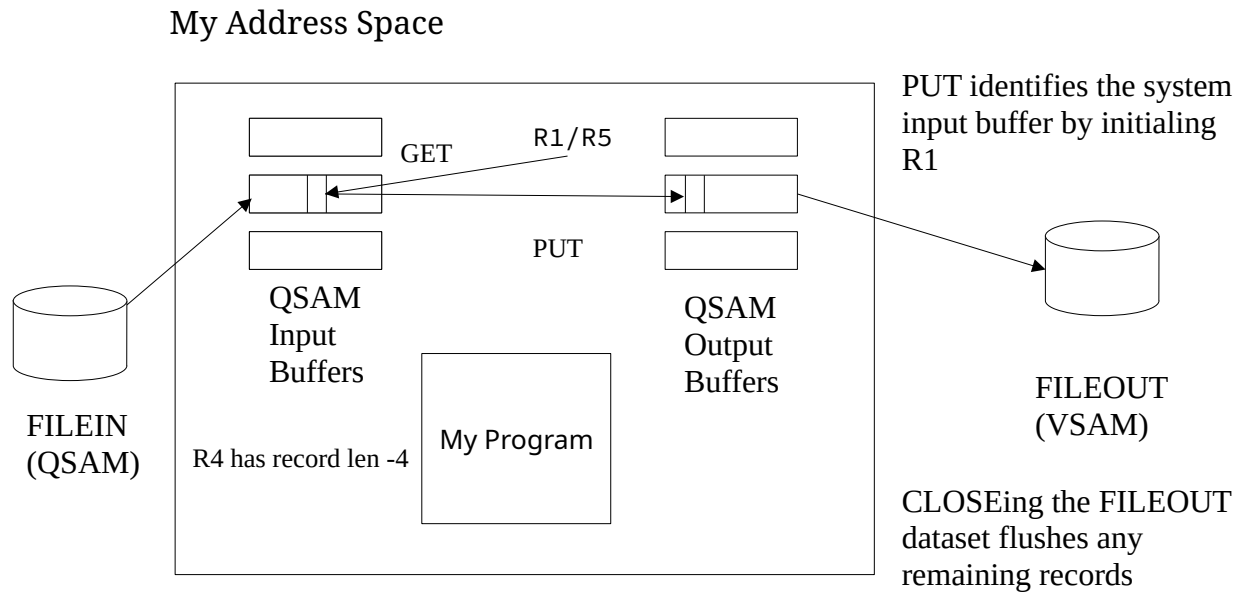 My Address Space
PUT identifies the system
input buffer by initialing
R1
GET
R1/R5
PUT
QSAM
Input
Buffers
QSAM
Output
Buffers
FILEIN
(QSAM)
R4 has record len -4
My Program
FILEOUT
(VSAM)
CLOSEing the FILEOUT
dataset flushes any
remaining records